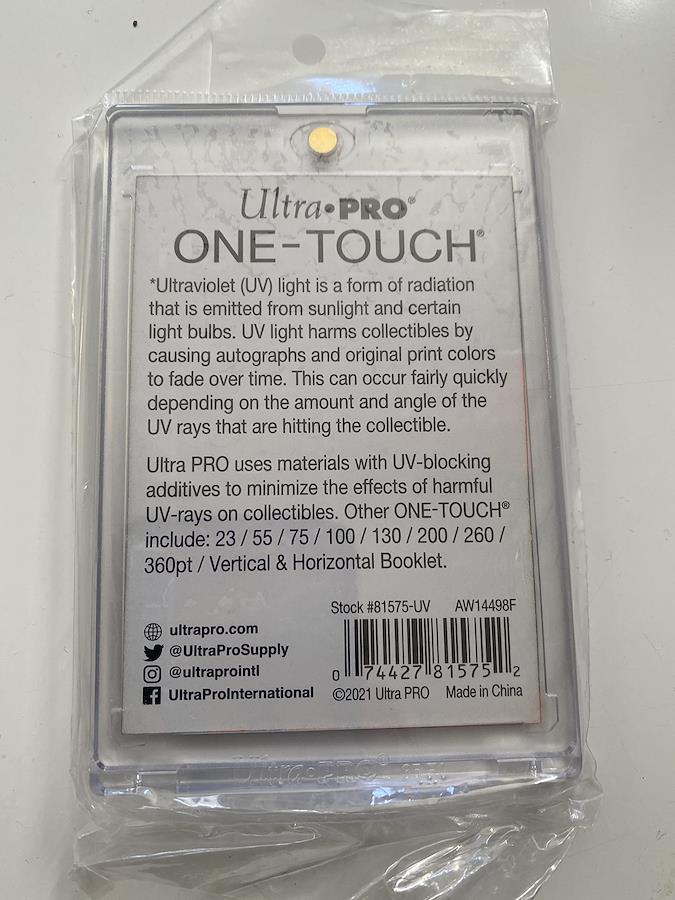 Ultra•PRO®
ONE-TOUCH®
*Ultraviolet (UV) light is a form of radiation
that is emitted from sunlight and certain
light bulbs. UV light harms collectibles by
causing autographs and original print colors
to fade over time. This can occur fairly quickly
depending on the amount and angle of the
UV rays that are hitting the collectible.
Ultra PRO uses materials with UV-blocking
additives to minimize the effects of harmful
UV-rays on collectibles. Other ONE-TOUCH®
include: 23 / 55 / 75 / 100 / 130 / 200 / 260 /
360pt / Vertical & Horizontal Booklet.
Stock #81575-UV AW14498F
ultrapro.com
@UltraProSupply
@ultraprointl
UltraProInternational
0 74427 81575 2
©2021 Ultra PRO Made in China
Ultra•PRO®